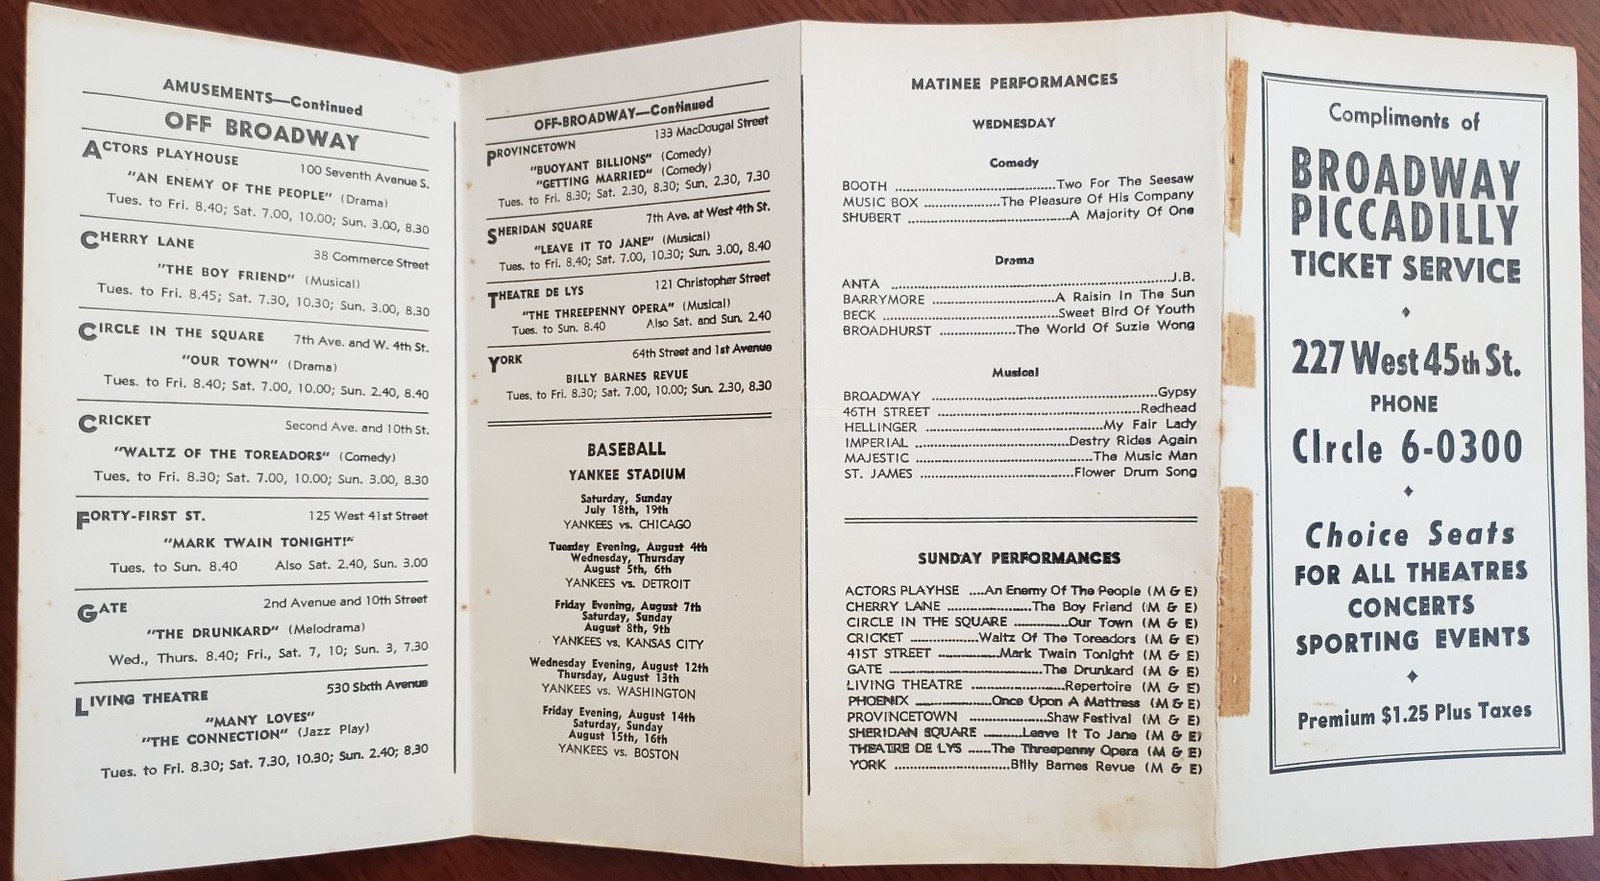 AMUSEMENTS—Continued
OFF BROADWAY
ACTORS PLAYHOUSE 100 Seventh Avenue S.
"AN ENEMY OF THE PEOPLE" (Drama)
Tues. to Fri. 8.40; Sat. 7.00, 10.00; Sun. 3.00, 8.30
CHERRY LANE 38 Commerce Street
"THE BOY FRIEND" (Musical)
Tues. to Fri. 8.45; Sat. 7.30, 10.30; Sun. 3.00, 8.30
CIRCLE IN THE SQUARE 7th Ave. and W. 4th St.
"OUR TOWN" (Drama)
Tues. to Fri. 8.40; Sat. 7.00, 10.00; Sun. 2.40, 8.40
CRICKET Second Ave. and 10th St.
"WALTZ OF THE TOREADORS" (Comedy)
Tues. to Fri. 8.30; Sat. 7.00, 10.00; Sun. 3.00, 8.30
FORTY-FIRST ST. 125 West 41st Street
"MARK TWAIN TONIGHT!"
Tues. to Sun. 8.40 Also Sat. 2.40, Sun. 3.00
GATE 2nd Avenue and 10th Street
"THE DRUNKARD" (Melodrama)
Wed., Thurs. 8.40; Fri., Sat. 7, 10; Sun. 3, 7.30
LIVING THEATRE 530 Sixth Avenue
"MANY LOVES"
"THE CONNECTION" (Jazz Play)
Tues. to Fri. 8.30; Sat. 7.30, 10.30; Sun. 2.40; 8.30
OFF-BROADWAY—Continued
PROVINCETOWN 133 MacDougal Street
"BUOYANT BILLIONS" (Comedy)
"GETTING MARRIED" (Comedy)
Tues. to Fri. 8.30; Sat. 2.30, 8.30; Sun. 2.30, 7.30
SHERIDAN SQUARE 7th Ave. at West 4th St.
"LEAVE IT TO JANE" (Musical)
Tues. to Fri. 8.40; Sat. 7.00, 10.30; Sun. 3.00, 8.40
THEATRE DE LYS 121 Christopher Street
"THE THREEPENNY OPERA" (Musical)
Tues. to Sun. 8.40 Also Sat. and Sun. 2.40
YORK 64th Street and 1st Avenue
BILLY BARNES REVUE
Tues. to Fri. 8.30; Sat. 7.00, 10.00; Sun. 2.30, 8.30
BASEBALL
YANKEE STADIUM
Saturday, Sunday
July 18th, 19th
YANKEES vs. CHICAGO
Tuesday Evening, August 4th
Wednesday, Thursday
August 5th, 6th
YANKEES vs. DETROIT
Friday Evening, August 7th
Saturday, Sunday
August 8th, 9th
YANKEES vs. KANSAS CITY
Wednesday Evening, August 12th
Thursday, August 13th
YANKEES vs. WASHINGTON
Friday Evening, August 14th
Saturday, Sunday
August 15th, 16th
YANKEES vs. BOSTON
MATINEE PERFORMANCES
WEDNESDAY
Comedy
BOOTH ........Two For The Seesaw
MUSIC BOX ........The Pleasure Of His Company
SHUBERT ........A Majority Of One
Drama
ANTA ........J.B.
BARRYMORE ........A Raisin In The Sun
BECK ........Sweet Bird Of Youth
BROADHURST ........The World Of Suzie Wong
Musical
BROADWAY ........Gypsy
46TH STREET ........Redhead
HELLINGER ........My Fair Lady
IMPERIAL ........Destry Rides Again
MAJESTIC ........The Music Man
ST. JAMES ........Flower Drum Song
SUNDAY PERFORMANCES
ACTORS PLAYHSE ....An Enemy Of The People (M & E)
CHERRY LANE ........The Boy Friend (M & E)
CIRCLE IN THE SQUARE ........Our Town (M & E)
CRICKET ........Waltz Of The Toreadors (M & E)
41ST STREET ........Mark Twain Tonight (M & E)
GATE ........The Drunkard (M & E)
LIVING THEATRE ........Repertoire (M & E)
PHOENIX ........Once Upon A Mattress (M & E)
PROVINCETOWN ........Shaw Festival (M & E)
SHERIDAN SQUARE ........Leave It To Jane (M & E)
THEATRE DE LYS ......The Threepenny Opera (M & E)
YORK ........Billy Barnes Revue (M & E)
Compliments of
BROADWAY
PICCADILLY
TICKET SERVICE
227 West 45th St.
PHONE
CIrcle 6-0300
Choice Seats
FOR ALL THEATRES
CONCERTS
SPORTING EVENTS
Premium $1.25 Plus Taxes